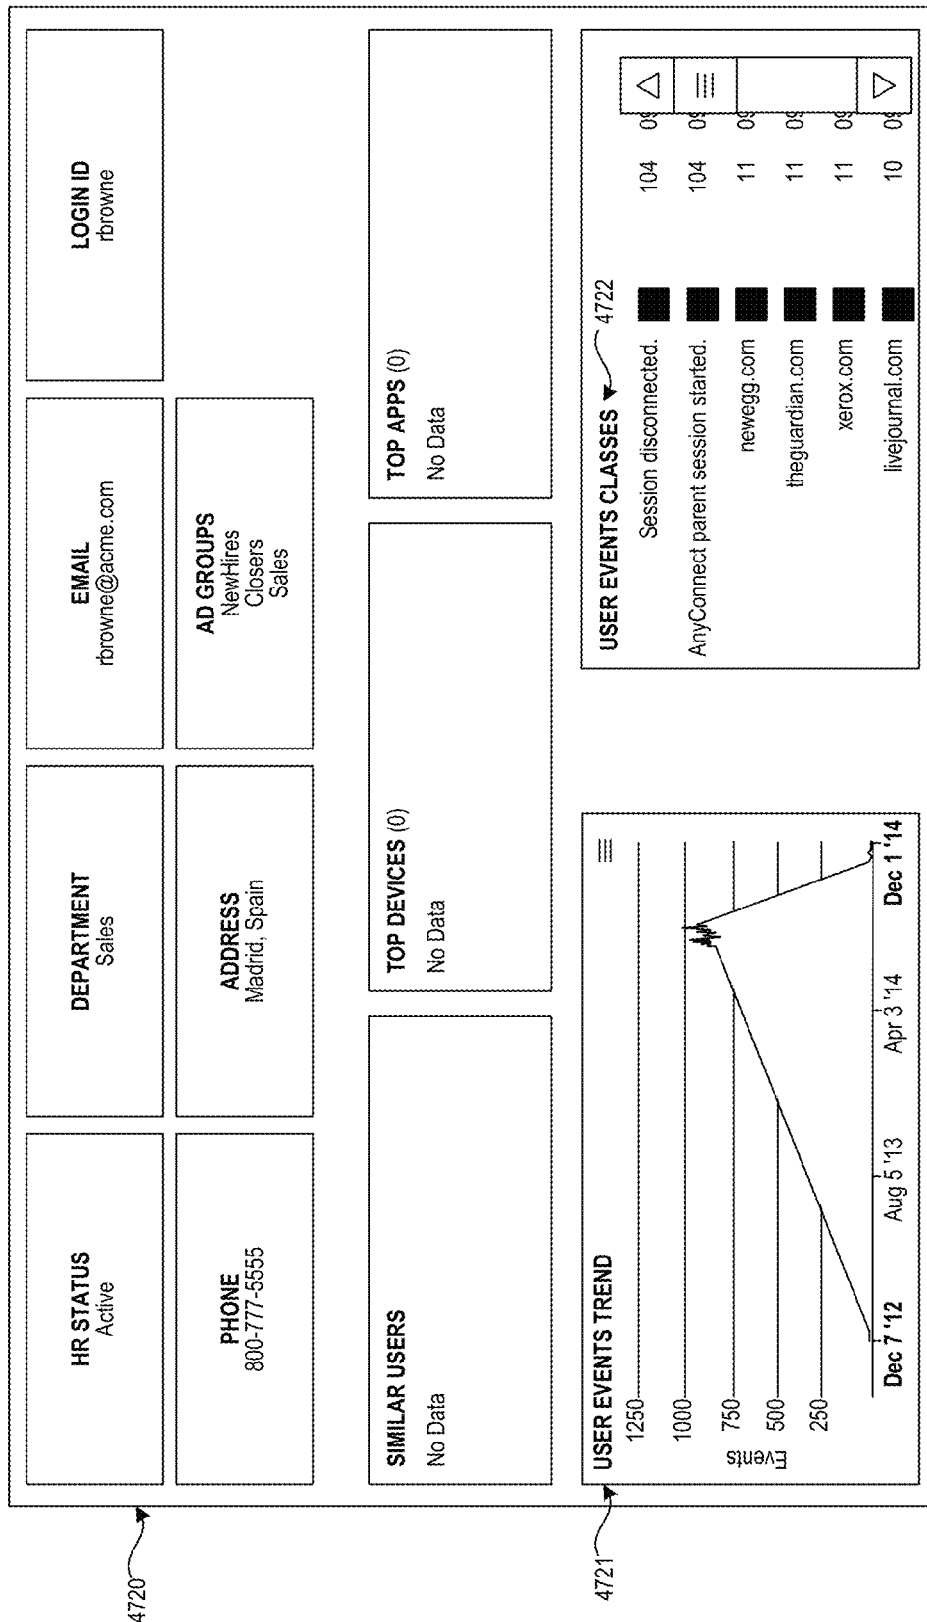 4720
HR STATUS
Active
DEPARTMENT
Sales
EMAIL
rbrowne@acme.com
LOGIN ID
rbrowne
PHONE
800-777-5555
ADDRESS
Madrid, Spain
AD GROUPS
NewHires
Closers
Sales
SIMILAR USERS
No Data
TOP DEVICES (0)
No Data
TOP APPS (0)
No Data
4721
USER EVENTS TREND
1250
1000
750
500
250
Events
Dec 7 '12
Aug 5 '13
Apr 3 '14
Dec 1 '14
USER EVENTS CLASSES
4722
Session disconnected. 104
AnyConnect parent session started. 104
newegg.com 11
theguardian.com 11
xerox.com 11
livejournal.com 10